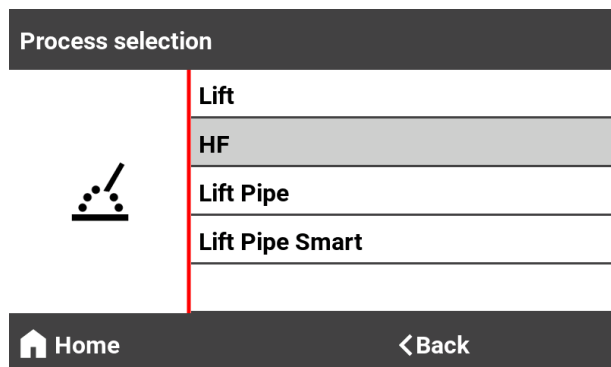 Process selection
Lift
HF
Lift Pipe
Lift Pipe Smart
Home
Back